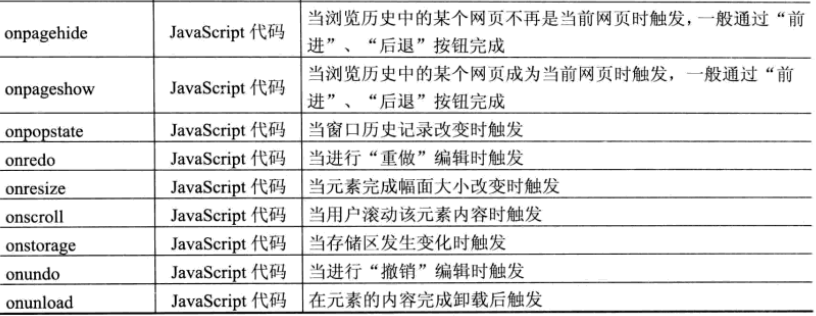 onpagehide JavaScript 代码 当浏览历史中的某个网页不再是当前网页时触发，一般通过“前
进”、“后退”按钮完成
onpageshow JavaScript 代码 当浏览历史中的某个网页成为当前网页时触发，一般通过“前
进”、“后退”按钮完成
onpopstate JavaScript 代码 当窗口历史记录改变时触发
onredo JavaScript 代码 当进行“重做”编辑时触发
onresize JavaScript 代码 当元素完成幅面大小改变时触发
onscroll JavaScript 代码 当用户滚动该元素内容时触发
onstorage JavaScript 代码 当存储区发生变化时触发
onundo JavaScript 代码 当进行“撤销”编辑时触发
onunload JavaScript 代码 在元素的内容完成卸载后触发